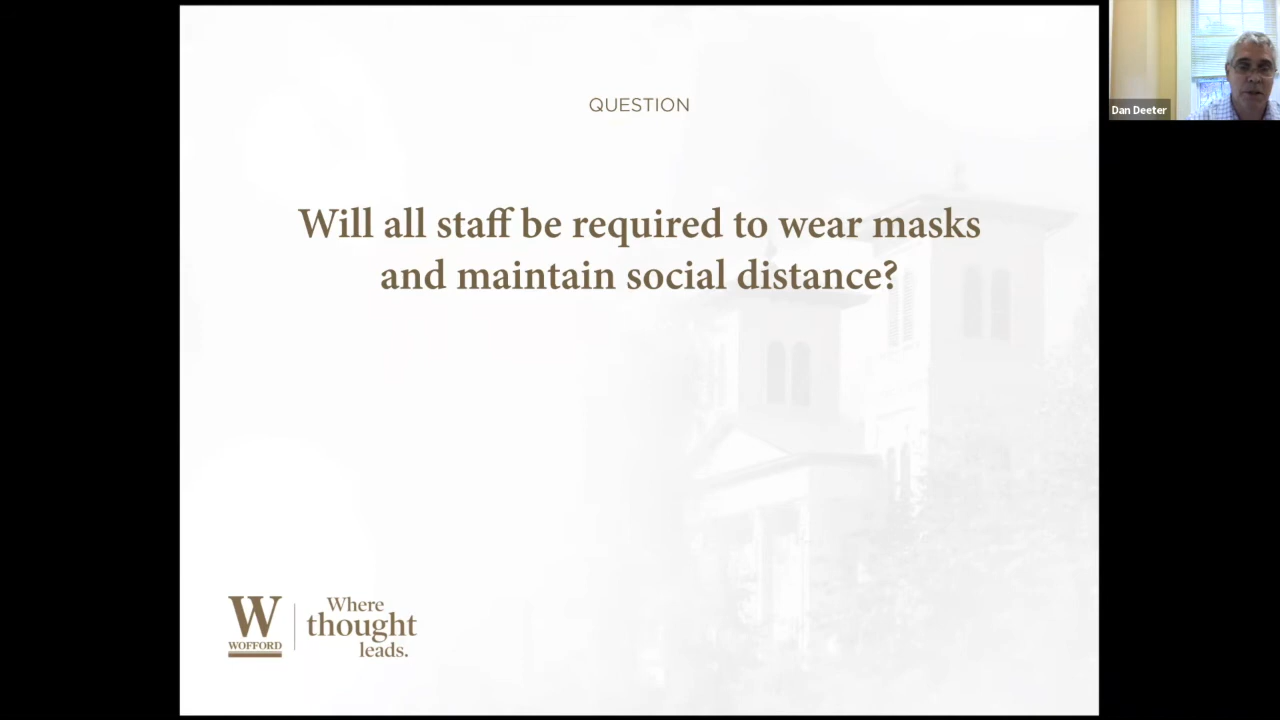 QUESTION
Will all staff be required to wear masks
and maintain social distance?
W
WOFFORD
Where
thought
leads.
Dan Deeter